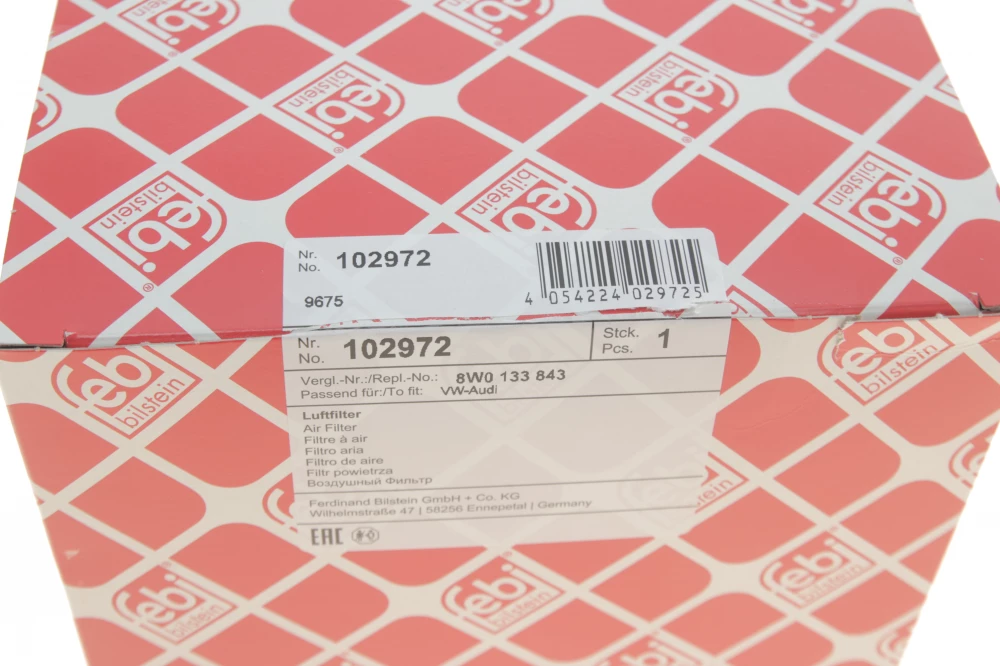 febi
bilstein
®
Nr.
No. 102972
9675
4 054224 029725
Nr.
No. 102972
Stck.
Pcs. 1
Vergl.-Nr.:/Repl.-No.: 8W0 133 843
Passend für:/To fit: VW-Audi
Luftfilter
Air Filter
Filtre à air
Filtro aria
Filtro de aire
Filtr powietrza
Воздушный Фильтр
Ferdinand Bilstein GmbH + Co. KG
Wilhelmstraße 47 | 58256 Ennepetal | Germany
EAC